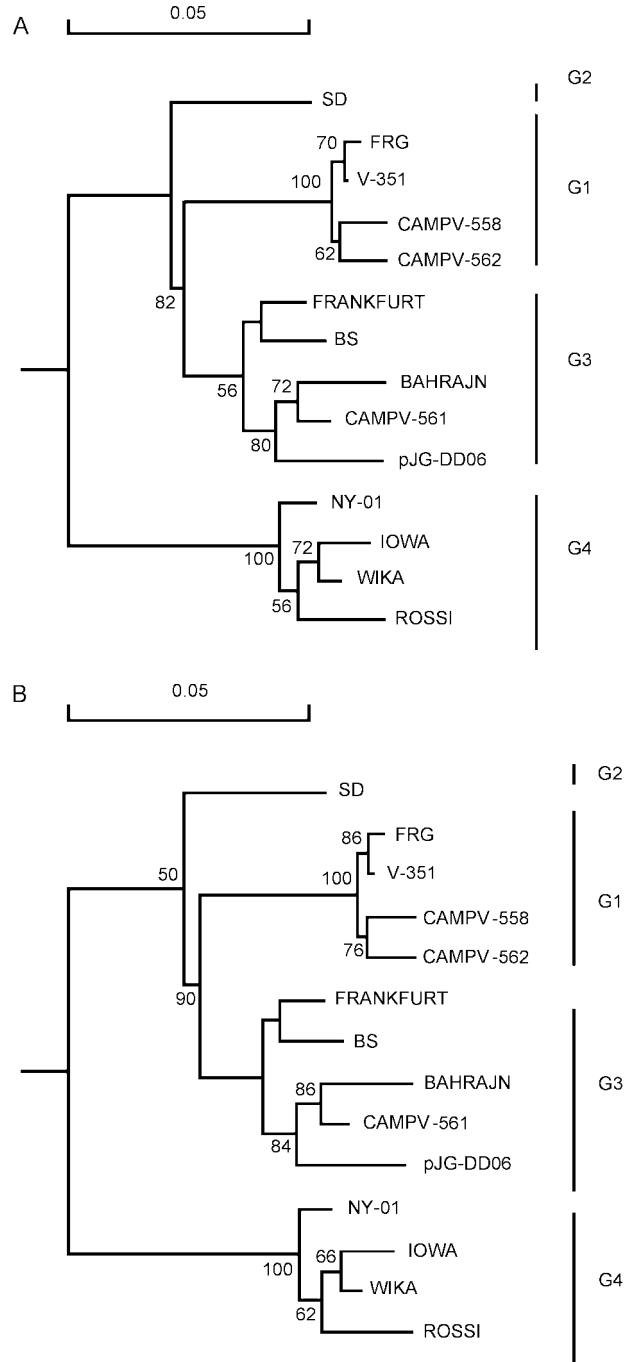 A
0.05
G2
SD
70
FRG
100
V-351
G1
CAMPV-558
62
CAMPV-562
82
FRANKFURT
BS
G3
56
72
BAHRAJN
CAMPV-561
80
pJG-DD06
NY-01
100
72
IOWA
G4
WIKA
56
ROSSI
B
0.05
G2
SD
86
FRG
50
100
V-351
G1
CAMPV-558
76
CAMPV-562
90
FRANKFURT
BS
G3
86
BAHRAJN
CAMPV-561
84
pJG-DD06
NY-01
66
IOWA
100
G4
WIKA
62
ROSSI